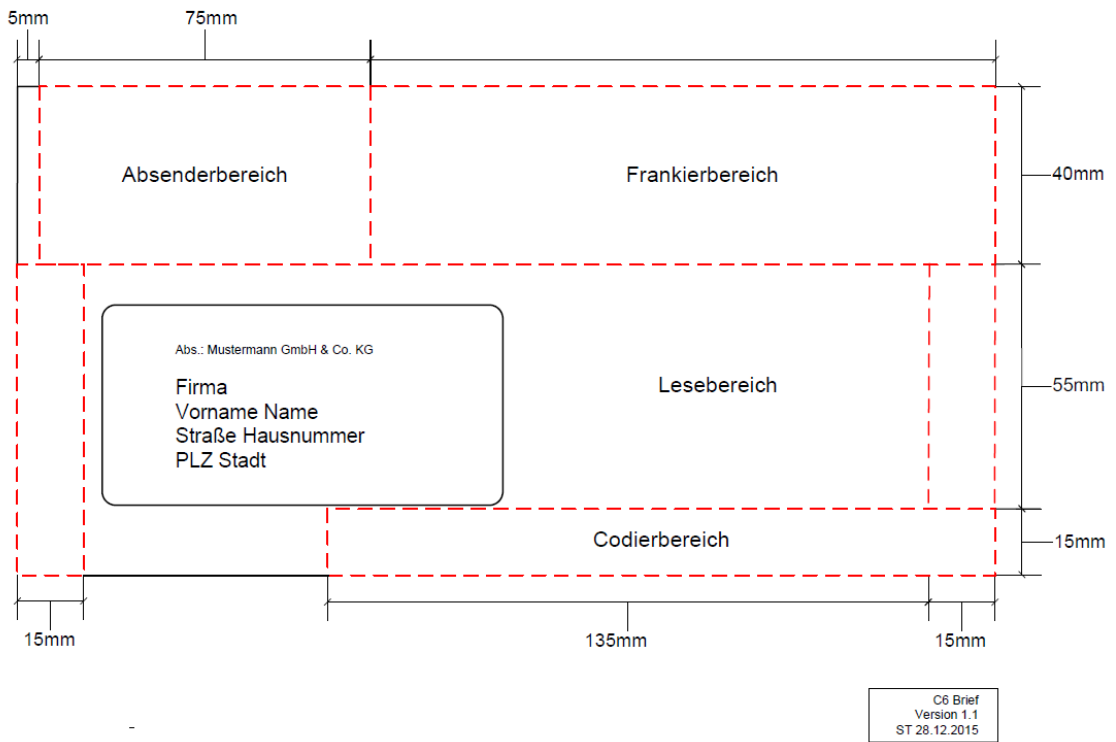 5mm
75mm
Absenderbereich
Frankierbereich
40mm
Abs.: Mustermann GmbH & Co. KG
Firma
Vorname Name
Straße Hausnummer
PLZ Stadt
Lesebereich
55mm
Codierbereich
15mm
15mm
135mm
15mm
C6 Brief
Version 1.1
ST 28.12.2015